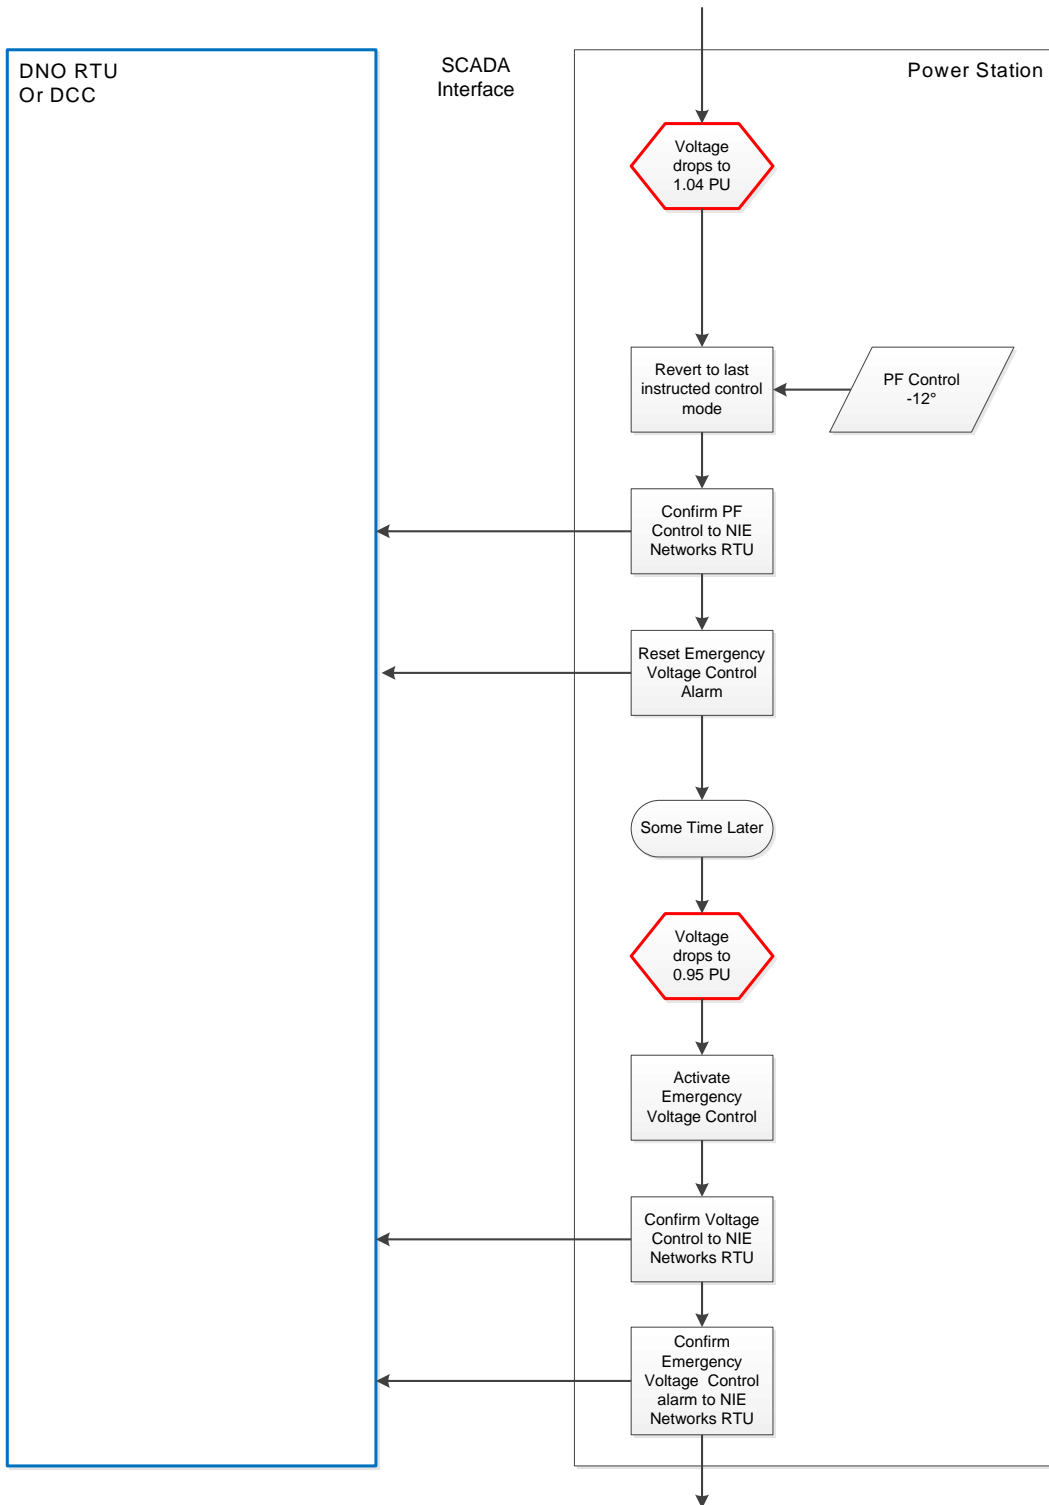 DNO RTU
Or DCC
SCADA
Interface
Power Station
Voltage
drops to
1.04 PU
Revert to last
instructed control
mode
PF Control
-12°
Confirm PF
Control to NIE
Networks RTU
Reset Emergency
Voltage Control
Alarm
Some Time Later
Voltage
drops to
0.95 PU
Activate
Emergency
Voltage Control
Confirm Voltage
Control to NIE
Networks RTU
Confirm
Emergency
Voltage  Control
alarm to NIE
Networks RTU